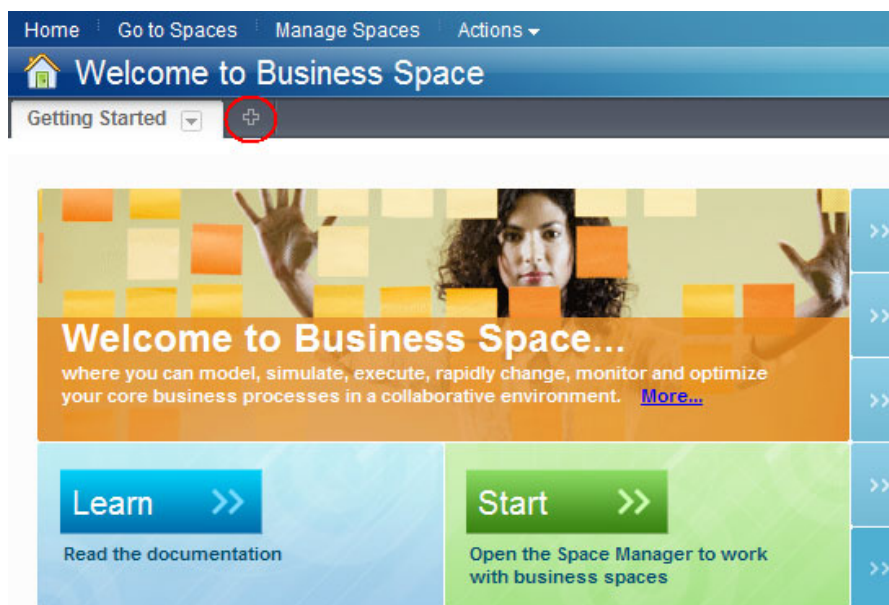 Home Go to Spaces Manage Spaces Actions
Welcome to Business Space
Getting Started
Welcome to Business Space...
where you can model, simulate, execute, rapidly change, monitor and optimize
your core business processes in a collaborative environment. More...
Learn >>
Start >>
Read the documentation
Open the Space Manager to work
with business spaces